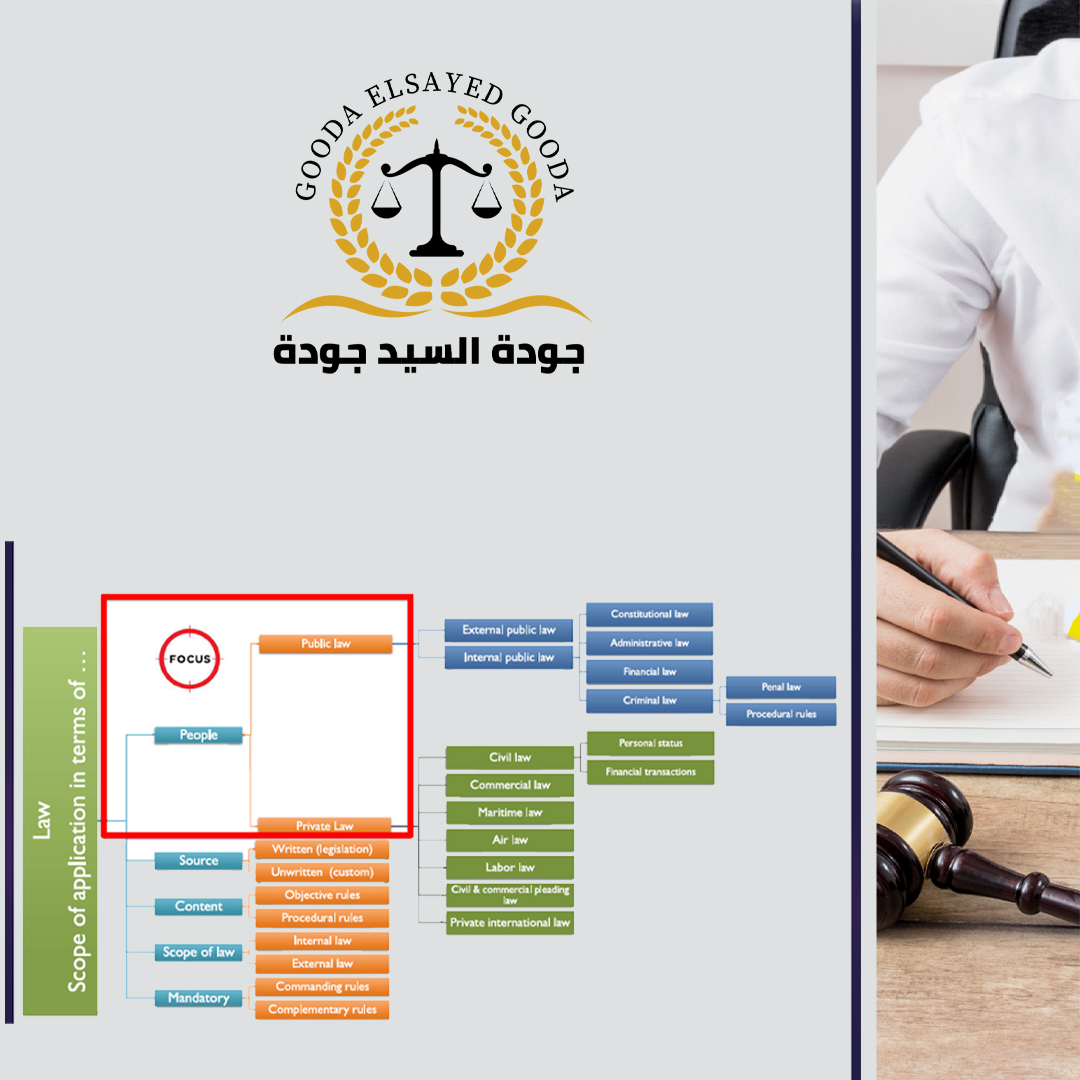 GOODA ELSAYED GOODA
جودة السيد جودة
Law
Scope of application in terms of ...
FOCUS
People
Public law
Private Law
External public law
Internal public law
Constitutional law
Administrative law
Financial law
Criminal law
Penal law
Procedural rules
Civil law
Commercial law
Maritime law
Air law
Labor law
Civil & commercial pleading
law
Private international law
Personal status
Financial transactions
Source
Written (legislation)
Unwritten (custom)
Content
Objective rules
Procedural rules
Scope of law
Internal law
External law
Mandatory
Commanding rules
Complementary rules